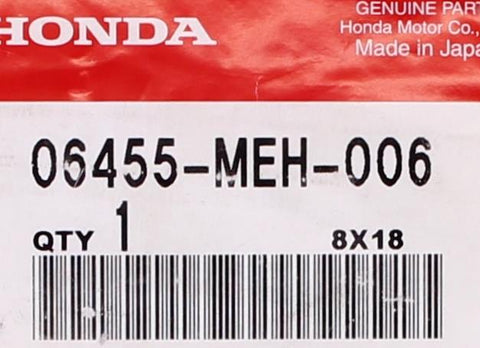 HONDA
GENUINE PART
Honda Motor Co.,
Made in Japa
06455-MEH-006
QTY 1
8X18